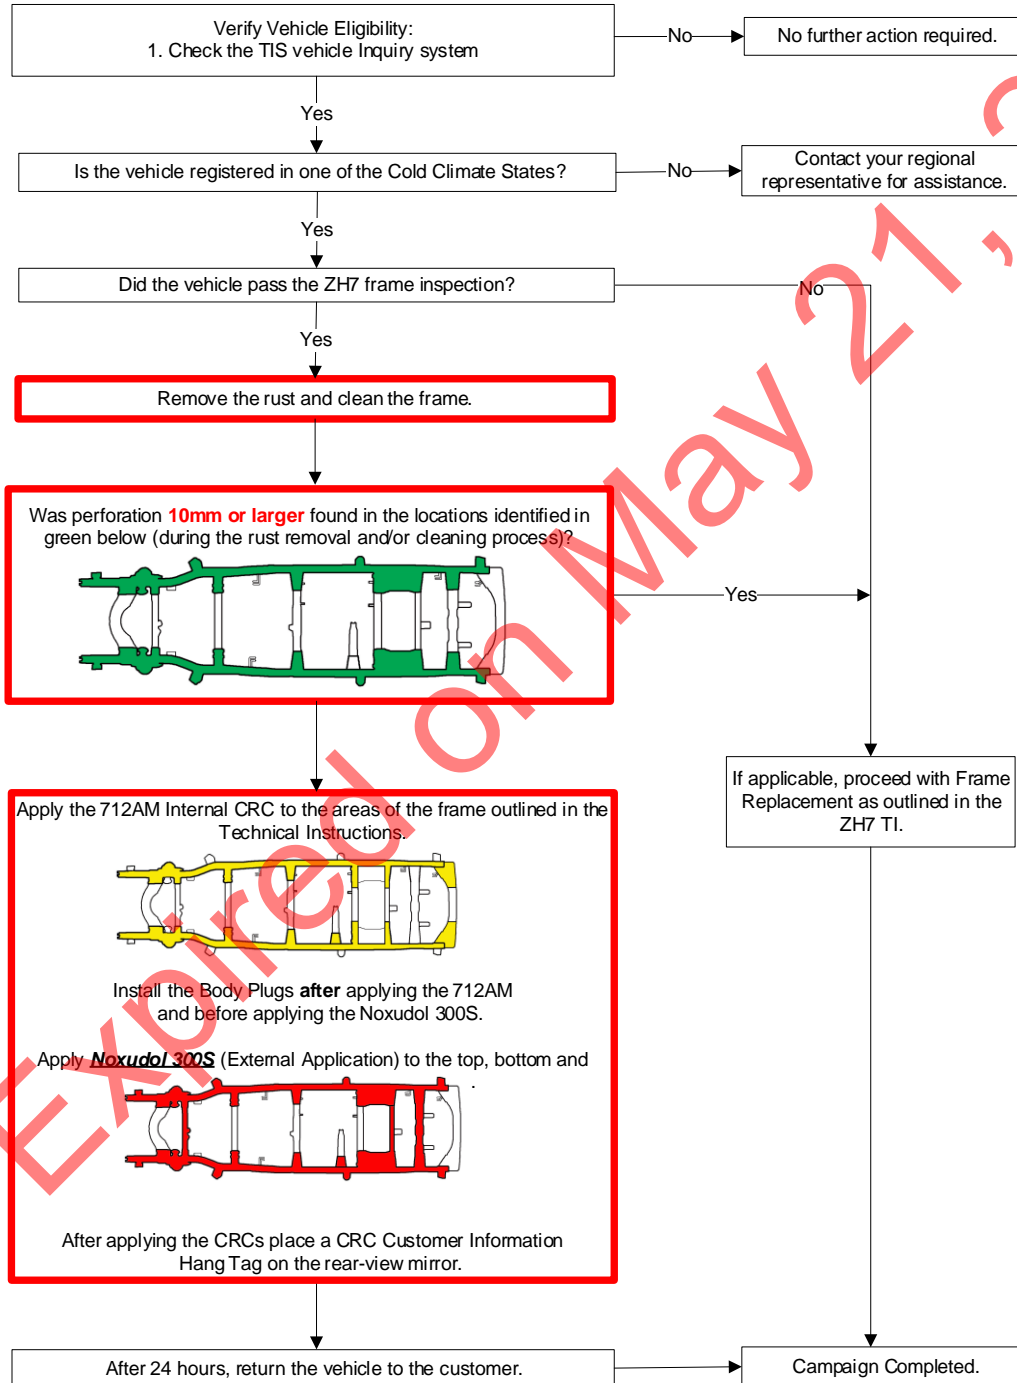 Verify Vehicle Eligibility:
1. Check the TIS vehicle Inquiry system
No
No further action required.
Yes
Is the vehicle registered in one of the Cold Climate States?
No
Contact your regional
representative for assistance.
Yes
Did the vehicle pass the ZH7 frame inspection?
No
Yes
Remove the rust and clean the frame.
Was perforation 10mm or larger found in the locations identified in
green below (during the rust removal and/or cleaning process)?
Yes
If applicable, proceed with Frame
Replacement as outlined in the
ZH7 TI.
Apply the 712AM Internal CRC to the areas of the frame outlined in the
Technical Instructions.
Install the Body Plugs after applying the 712AM
and before applying the Noxudol 300S.
Apply Noxudol 300S (External Application) to the top, bottom and
.
After applying the CRCs place a CRC Customer Information
Hang Tag on the rear-view mirror.
After 24 hours, return the vehicle to the customer.
Campaign Completed.
Expired on May 21,